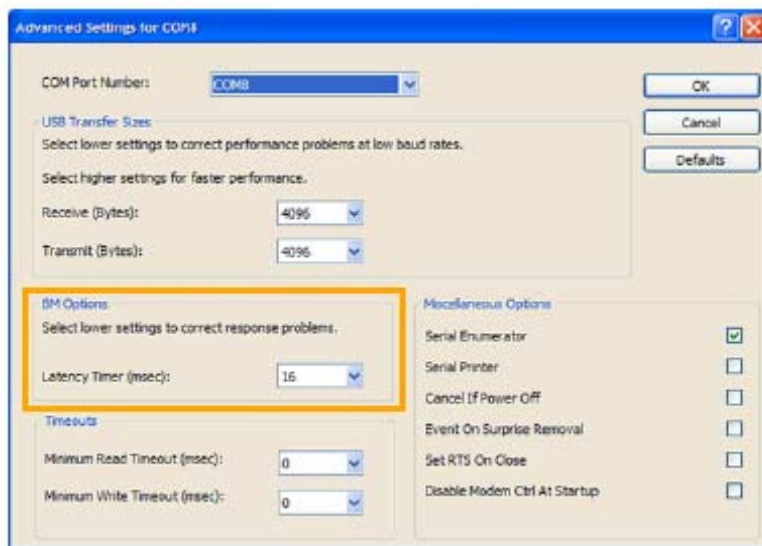 Advanced Settings for COM8
COM Port Number: COM8
OK
Cancel
Defaults
USB Transfer Sizes
Select lower settings to correct performance problems at low baud rates.
Select higher settings for faster performance.
Receive (Bytes): 4096
Transmit (Bytes): 4096
BM Options
Select lower settings to correct response problems.
Latency Timer (msec): 16
Timeouts
Minimum Read Timeout (msec): 0
Minimum Write Timeout (msec): 0
Miscellaneous Options
Serial Enumerator
Serial Printer
Cancel If Power Off
Event On Surprise Removal
Set RTS On Close
Disable Modem Ctrl At Startup